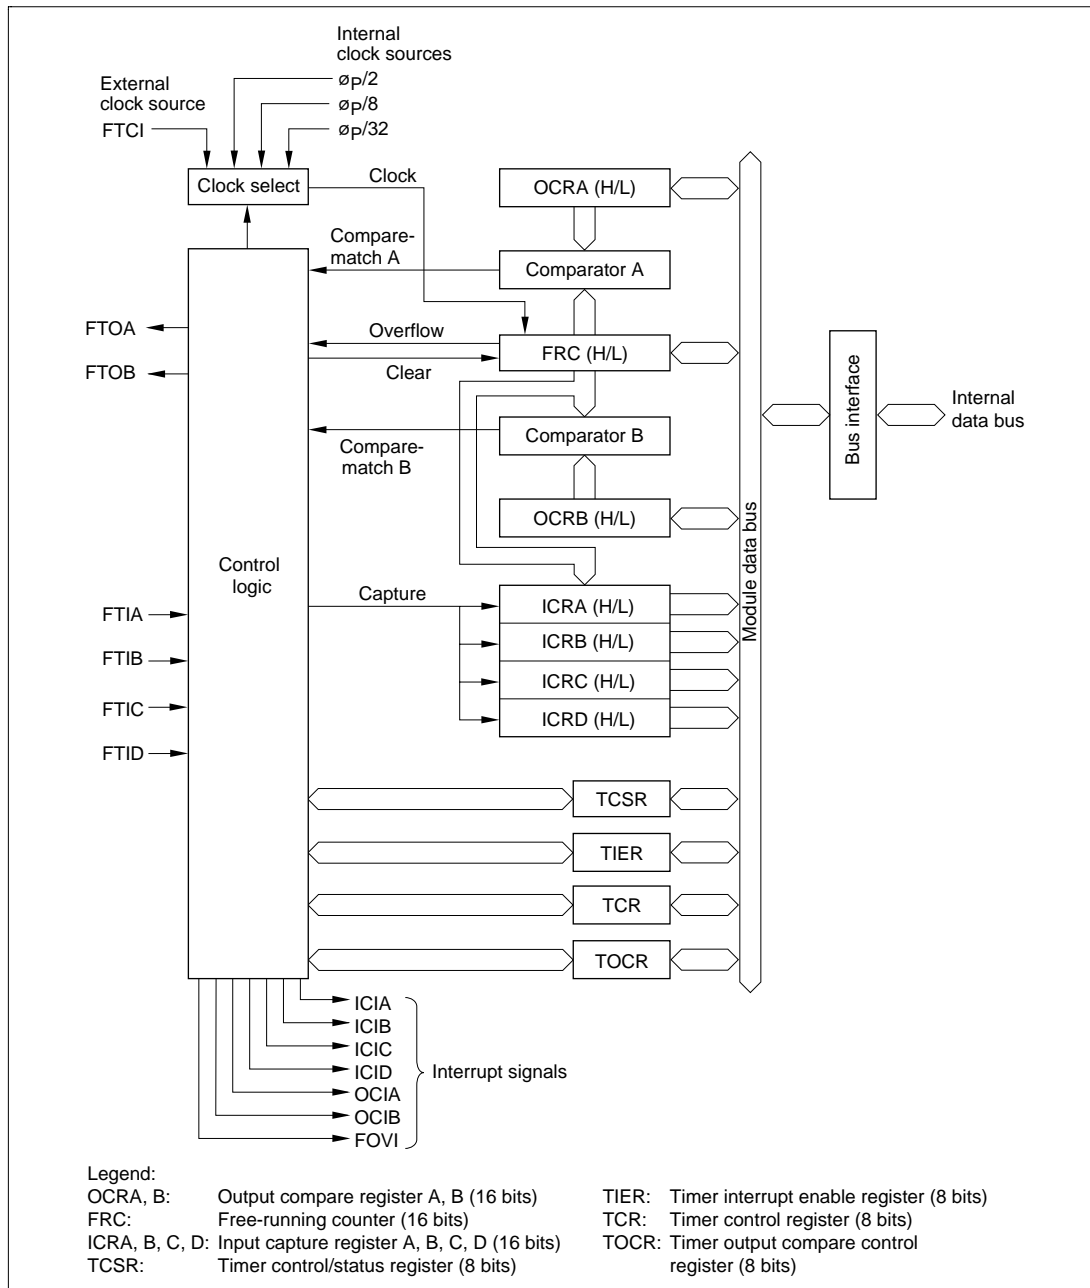 Internal
clock sources
External
clock source
øP/2
øP/8
FTCI
øP/32
Clock select
Clock
OCRA (H/L)
Compare-
match A
Comparator A
FTOA
Overflow
FRC (H/L)
FTOB
Clear
Bus interface
Internal
data bus
Comparator B
Compare-
match B
OCRB (H/L)
Module data bus
Control
logic
Capture
FTIA
ICRA (H/L)
FTIB
ICRB (H/L)
FTIC
ICRC (H/L)
FTID
ICRD (H/L)
TCSR
TIER
TCR
TOCR
ICIA
ICIB
ICIC
ICID
Interrupt signals
OCIA
OCIB
FOVI
Legend:
OCRA, B: Output compare register A, B (16 bits)
FRC: Free-running counter (16 bits)
ICRA, B, C, D: Input capture register A, B, C, D (16 bits)
TCSR: Timer control/status register (8 bits)
TIER: Timer interrupt enable register (8 bits)
TCR: Timer control register (8 bits)
TOCR: Timer output compare control
register (8 bits)